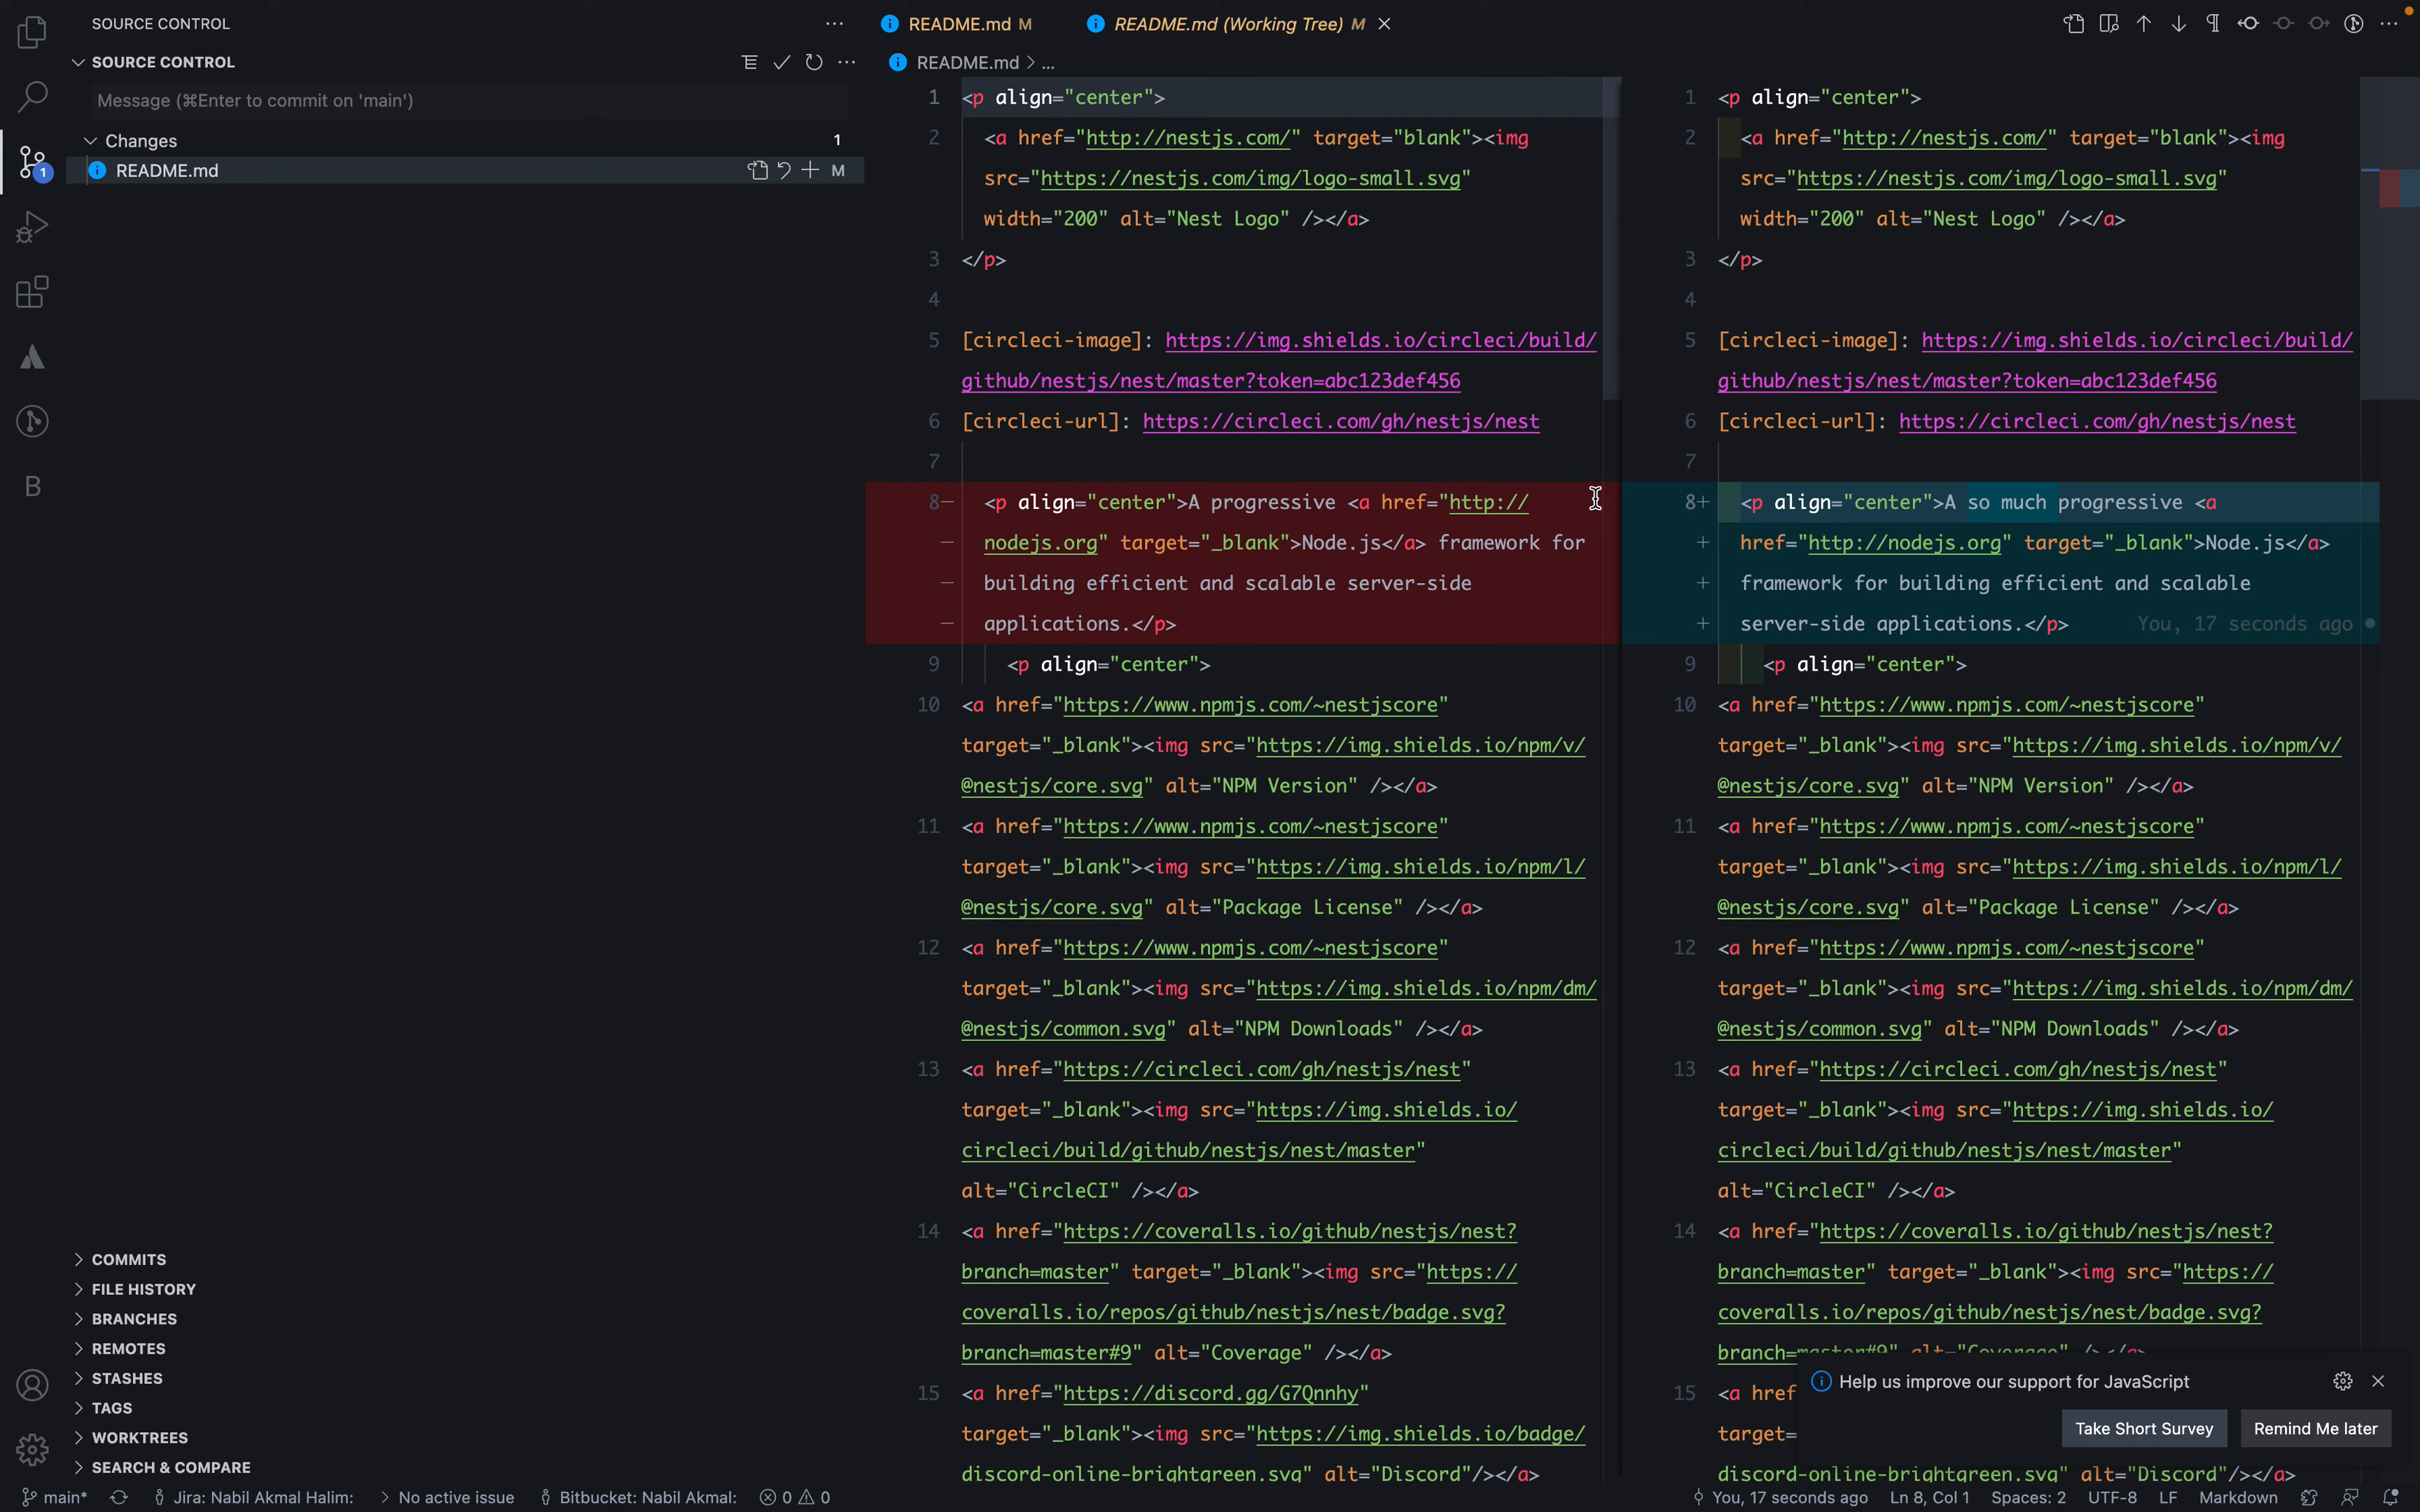 SOURCE CONTROL
SOURCE CONTROL
Message (⌘Enter to commit on 'main')
Changes 1
README.md M
B
COMMITS
FILE HISTORY
BRANCHES
REMOTES
STASHES
TAGS
WORKTREES
SEARCH & COMPARE
README.md M
README.md (Working Tree) M
README.md > ...
1 <p align="center">
2 <a href="http://nestjs.com/" target="blank"><img
src="https://nestjs.com/img/logo-small.svg"
width="200" alt="Nest Logo" /></a>
3 </p>
4
5 [circleci-image]: https://img.shields.io/circleci/build/
github/nestjs/nest/master?token=abc123def456
6 [circleci-url]: https://circleci.com/gh/nestjs/nest
7
8- <p align="center">A progressive <a href="http://
- nodejs.org" target="_blank">Node.js</a> framework for
- building efficient and scalable server-side
- applications.</p>
9 <p align="center">
10 <a href="https://www.npmjs.com/~nestjscore"
target="_blank"><img src="https://img.shields.io/npm/v/
@nestjs/core.svg" alt="NPM Version" /></a>
11 <a href="https://www.npmjs.com/~nestjscore"
target="_blank"><img src="https://img.shields.io/npm/l/
@nestjs/core.svg" alt="Package License" /></a>
12 <a href="https://www.npmjs.com/~nestjscore"
target="_blank"><img src="https://img.shields.io/npm/dm/
@nestjs/common.svg" alt="NPM Downloads" /></a>
13 <a href="https://circleci.com/gh/nestjs/nest"
target="_blank"><img src="https://img.shields.io/
circleci/build/github/nestjs/nest/master"
alt="CircleCI" /></a>
14 <a href="https://coveralls.io/github/nestjs/nest?
branch=master" target="_blank"><img src="https://
coveralls.io/repos/github/nestjs/nest/badge.svg?
branch=master#9" alt="Coverage" /></a>
15 <a href="https://discord.gg/G7Qnnhy"
target="_blank"><img src="https://img.shields.io/badge/
discord-online-brightgreen.svg" alt="Discord"/></a>
1 <p align="center">
2 <a href="http://nestjs.com/" target="blank"><img
src="https://nestjs.com/img/logo-small.svg"
width="200" alt="Nest Logo" /></a>
3 </p>
4
5 [circleci-image]: https://img.shields.io/circleci/build/
github/nestjs/nest/master?token=abc123def456
6 [circleci-url]: https://circleci.com/gh/nestjs/nest
7
8+ <p align="center">A so much progressive <a
+ href="http://nodejs.org" target="_blank">Node.js</a>
+ framework for building efficient and scalable
+ server-side applications.</p> You, 17 seconds ago ●
9 <p align="center">
10 <a href="https://www.npmjs.com/~nestjscore"
target="_blank"><img src="https://img.shields.io/npm/v/
@nestjs/core.svg" alt="NPM Version" /></a>
11 <a href="https://www.npmjs.com/~nestjscore"
target="_blank"><img src="https://img.shields.io/npm/l/
@nestjs/core.svg" alt="Package License" /></a>
12 <a href="https://www.npmjs.com/~nestjscore"
target="_blank"><img src="https://img.shields.io/npm/dm/
@nestjs/common.svg" alt="NPM Downloads" /></a>
13 <a href="https://circleci.com/gh/nestjs/nest"
target="_blank"><img src="https://img.shields.io/
circleci/build/github/nestjs/nest/master"
alt="CircleCI" /></a>
14 <a href="https://coveralls.io/github/nestjs/nest?
branch=master" target="_blank"><img src="https://
coveralls.io/repos/github/nestjs/nest/badge.svg?
branch=master#9" alt="Coverage" /></a>
15 <a href
target=
discord-online-brightgreen.svg" alt="Discord"/></a>
Help us improve our support for JavaScript
Take Short Survey
Remind Me later
main* Jira: Nabil Akmal Halim: > No active issue Bitbucket: Nabil Akmal: 0 0 You, 17 seconds ago Ln 8, Col 1 Spaces: 2 UTF-8 LF Markdown